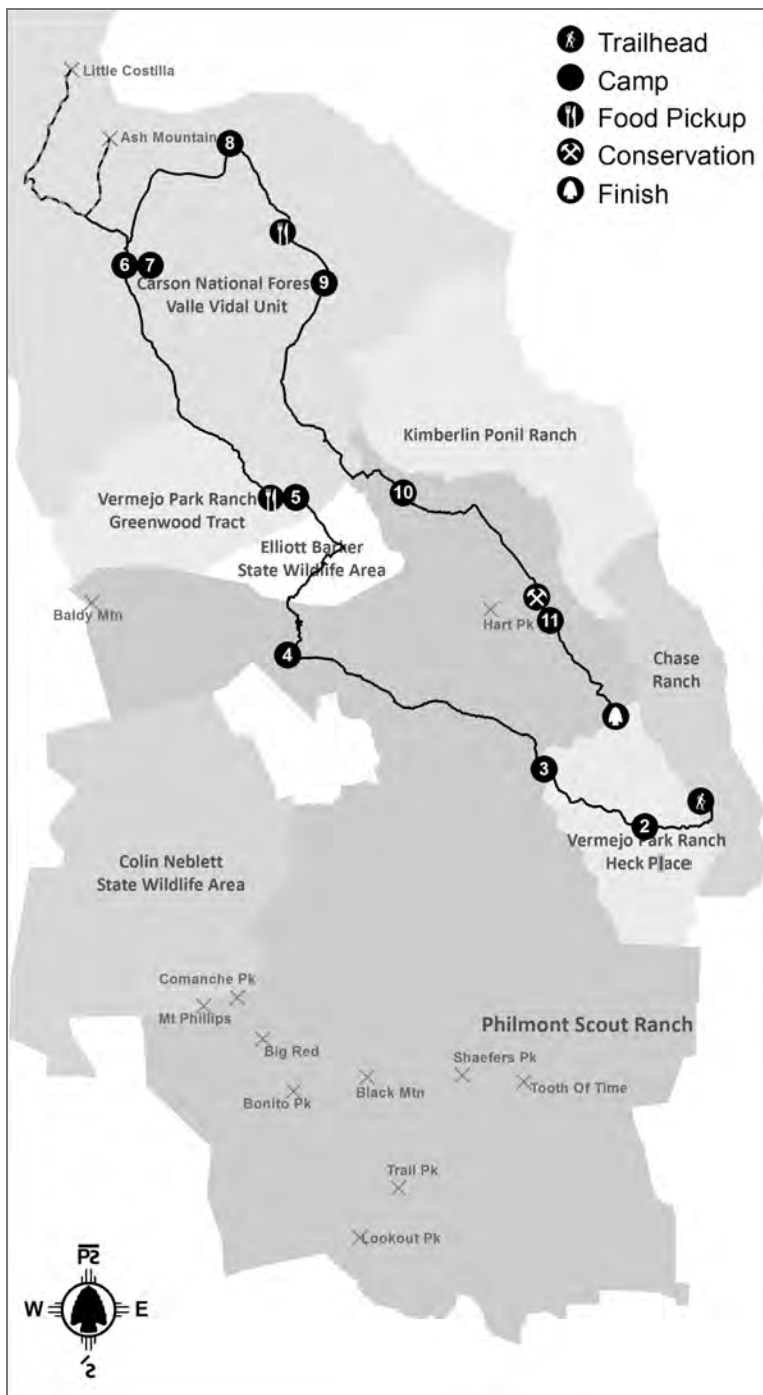 Little Costilla
Trailhead
Camp
Food Pickup
Conservation
Finish
Ash Mountain
8
6
7
Carson National Fores
Valle Vidal Unit
9
Kimberlin Ponil Ranch
10
Vermejo Park Ranch
Greenwood Tract
5
Elliott Barker
State Wildlife Area
Baldy Mtn
Hart Pk
11
4
Chase
Ranch
3
2
Vermejo Park Ranch
Heck Place
Colin Neblett
State Wildlife Area
Comanche Pk
Mt Phillips
Philmont Scout Ranch
Big Red
Shaefers Pk
Black Mtn
Tooth Of Time
Bonito Pk
Trail Pk
Lookout Pk
W
E